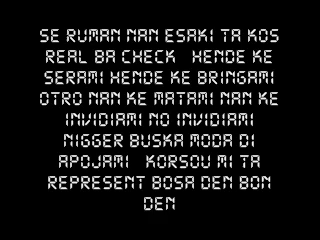 SE RUMAN NAN ESAKI TA KOS
REAL BA CHECK HENDE KE
SERAMI HENDE KE BRINGAMI
OTRO NAN KE MATAMI NAN KE
INVIDIAMI NO INVIDIAMI
NIGGER BUSKA MODA DI
APOJAMI KORSOU MI TA
REPRESENT BOSA DEN BON
DEN